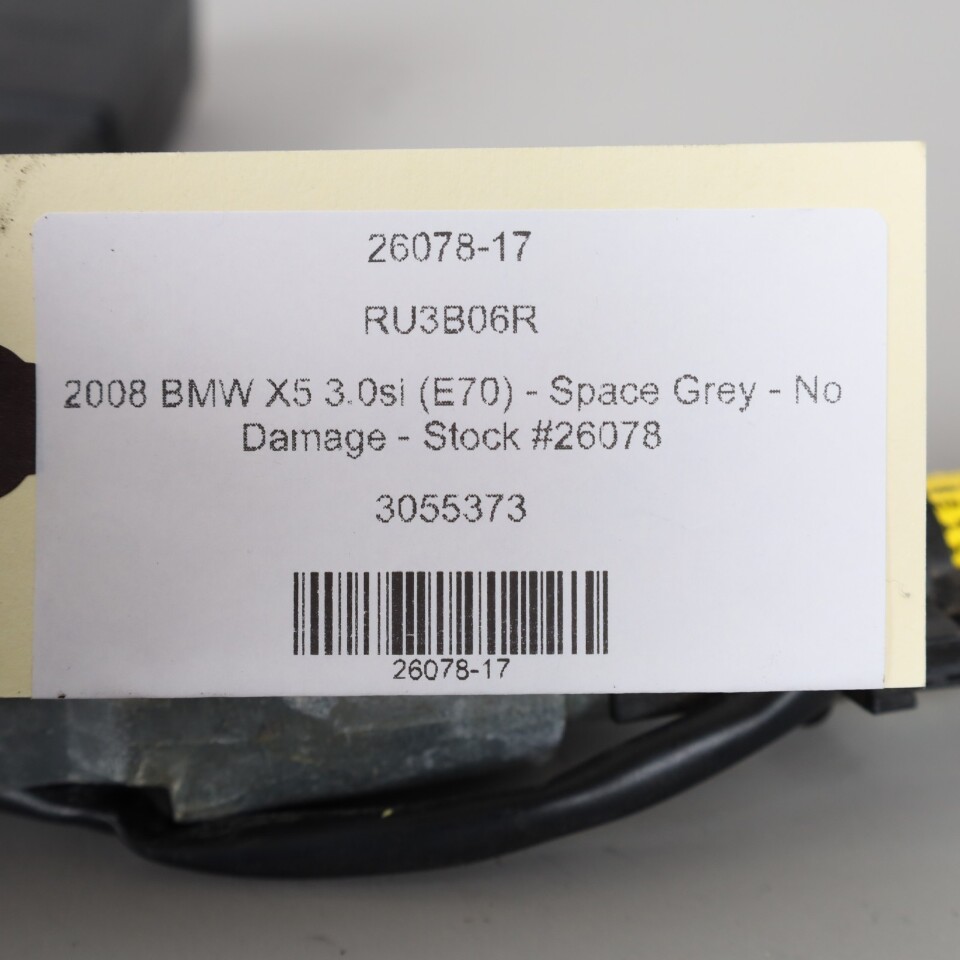 26078-17
RU3B06R
2008 BMW X5 3.0si (E70) - Space Grey - No
Damage - Stock #26078
3055373
26078-17